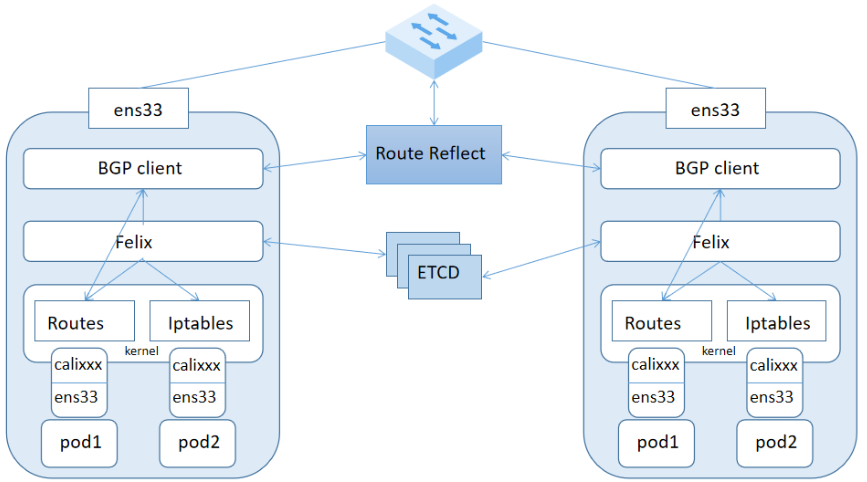 ens33
BGP client
Felix
Routes
Iptables
kernel
calixxx
calixxx
ens33
ens33
pod1
pod2
Route Reflect
ETCD
ens33
BGP client
Felix
Routes
Iptables
kernel
calixxx
calixxx
ens33
ens33
pod1
pod2